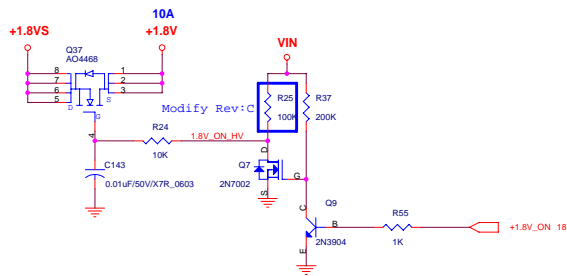 10A
+1.8VS
+1.8V
Q37
AO4468
VIN
8
7
6
5
1
2
3
D
S
G
4
Modify Rev:C
R25
100K
R37
200K
R24
10K
1.8V_ON_HV
C143
0.01uF/50V/X7R_0603
D
Q7
2N7002
G
S
C
Q9
B
2N3904
E
R55
1K
+1.8V_ON 18